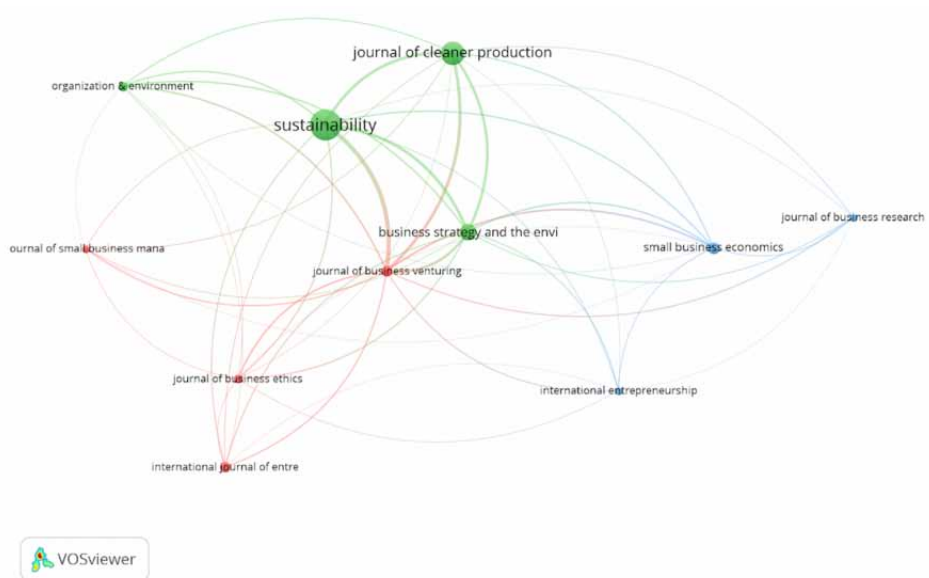 journal of cleaner production
organization & environment
sustainability
journal of business research
business strategy and the envi
small business economics
ournal of small business mana
journal of business venturing
journal of business ethics
international entrepreneurship
international journal of entre
VOSviewer